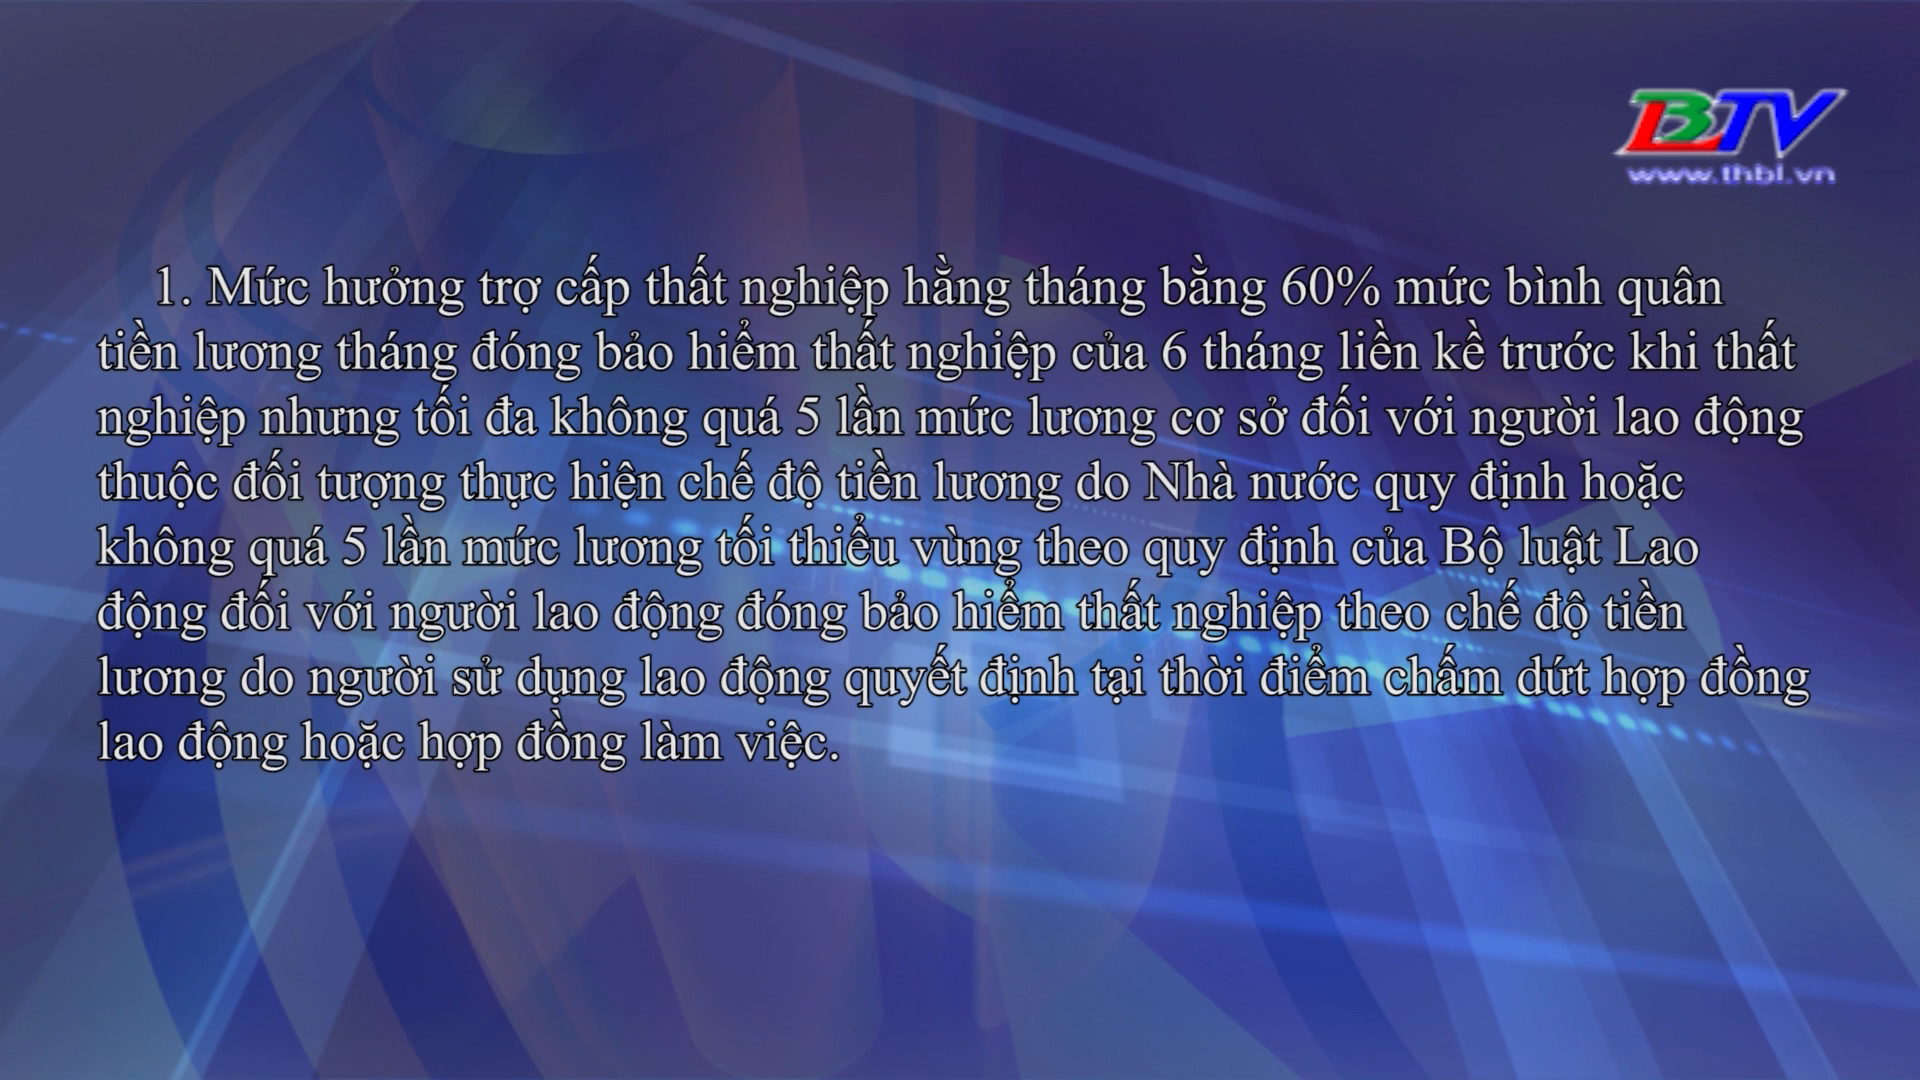 BTV
www.thbl.vn
1. Mức hưởng trợ cấp thất nghiệp hằng tháng bằng 60% mức bình quân
tiền lương tháng đóng bảo hiểm thất nghiệp của 6 tháng liền kề trước khi thất
nghiệp nhưng tối đa không quá 5 lần mức lương cơ sở đối với người lao động
thuộc đối tượng thực hiện chế độ tiền lương do Nhà nước quy định hoặc
không quá 5 lần mức lương tối thiểu vùng theo quy định của Bộ luật Lao
động đối với người lao động đóng bảo hiểm thất nghiệp theo chế độ tiền
lương do người sử dụng lao động quyết định tại thời điểm chấm dứt hợp đồng
lao động hoặc hợp đồng làm việc.